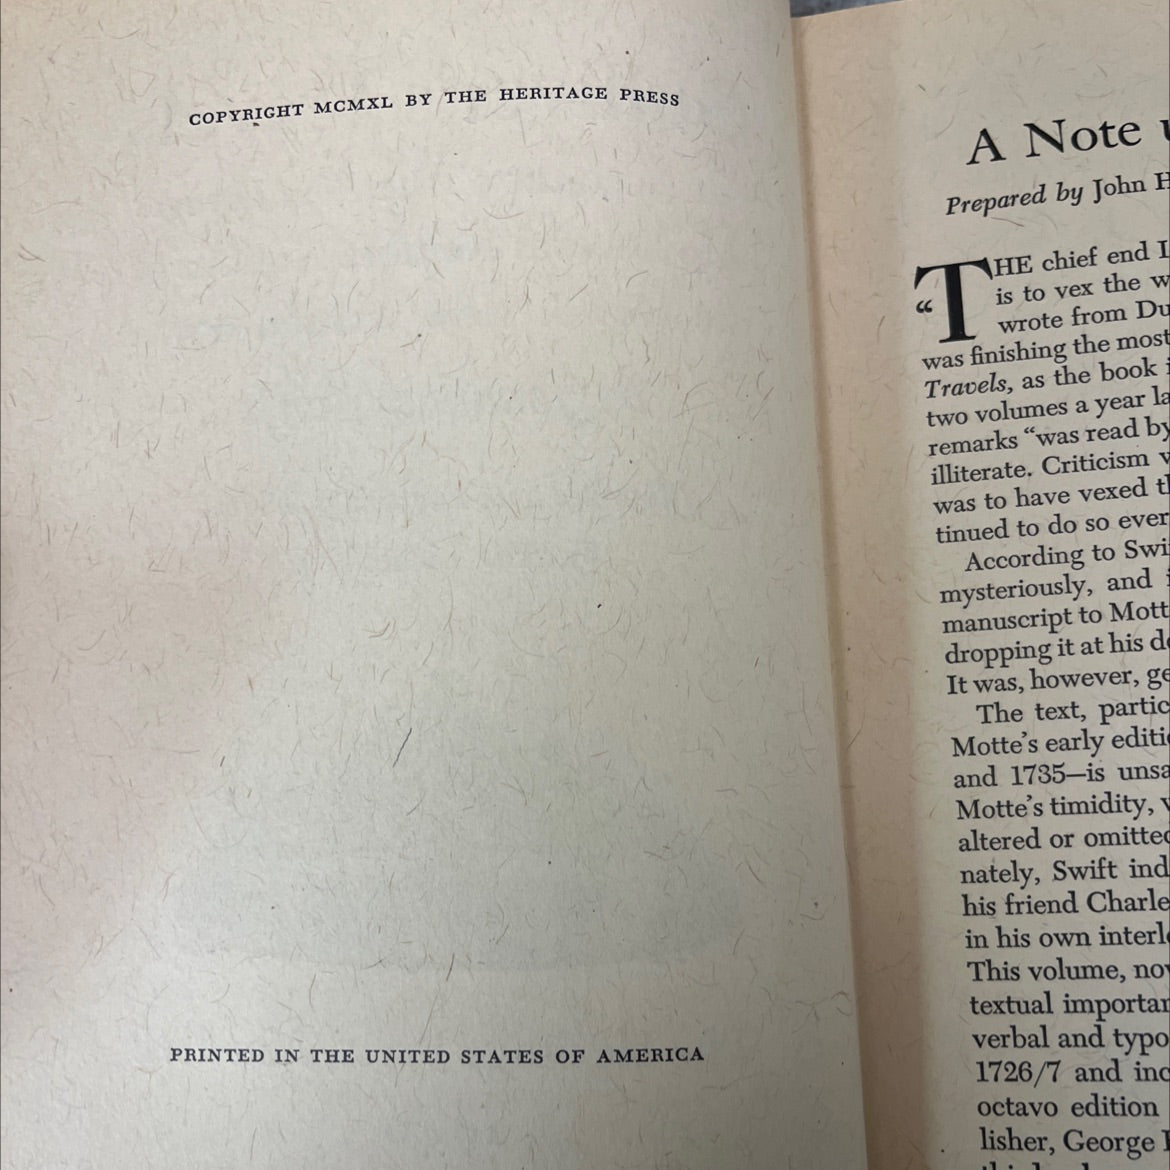 COPYRIGHT MCMXL BY THE HERITAGE PRESS
PRINTED IN THE UNITED STATES OF AMERICA
A Note
Prepared by John
"THE chief end I
is to vex the
wrote from
was finishing the most
Travels, as the book
two volumes a year
remarks "was read by
illiterate. Criticism
was to have vexed
tinued to do so ever
According to
mysteriously, and
manuscript to
dropping it at his
It was, however,
The text,
Motte's early
and 1735—is
Motte's timidity,
altered or
nately, Swift
his friend
in his own
This volume,
textual
verbal and
1726/7 and
octavo edition
lisher, George